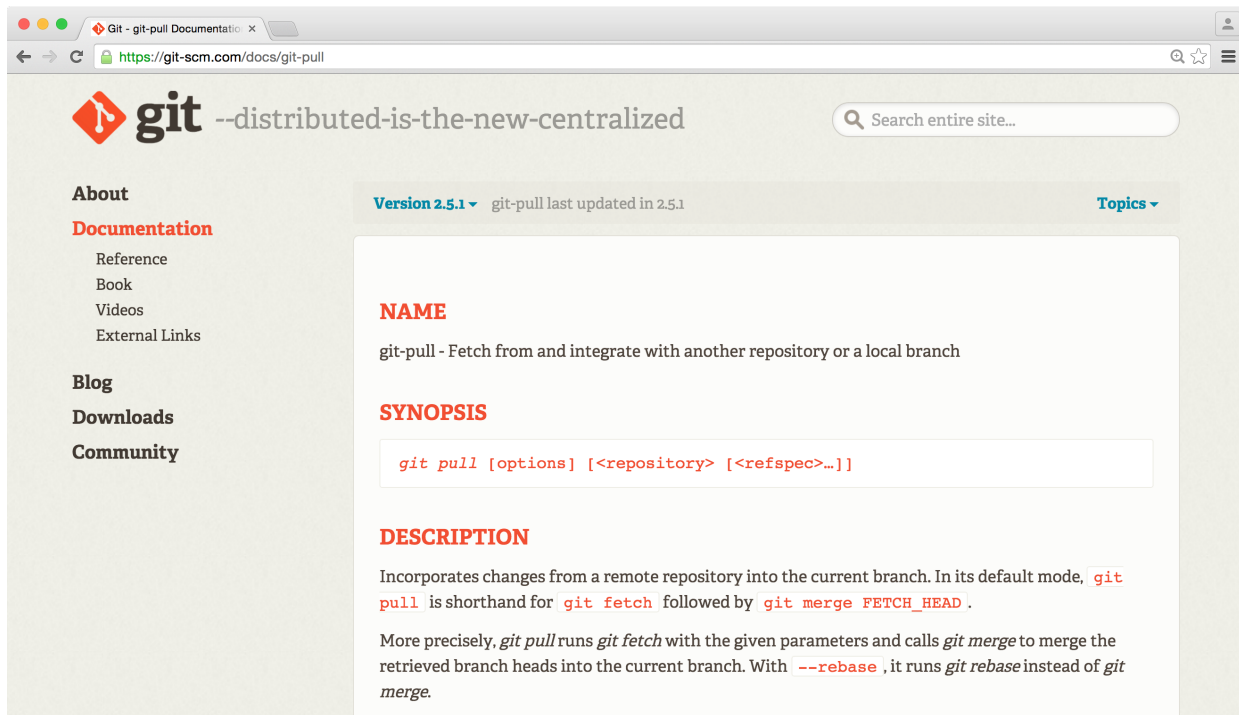 Git - git-pull Documentatio
https://git-scm.com/docs/git-pull
git --distributed-is-the-new-centralized
Search entire site...
About
Documentation
Reference
Book
Videos
External Links
Blog
Downloads
Community
Version 2.5.1 git-pull last updated in 2.5.1
Topics
NAME
git-pull - Fetch from and integrate with another repository or a local branch
SYNOPSIS
git pull [options] [<repository> [<refspec>…]]
DESCRIPTION
Incorporates changes from a remote repository into the current branch. In its default mode, git
pull is shorthand for git fetch followed by git merge FETCH_HEAD.
More precisely, git pull runs git fetch with the given parameters and calls git merge to merge the
retrieved branch heads into the current branch. With --rebase, it runs git rebase instead of git
merge.